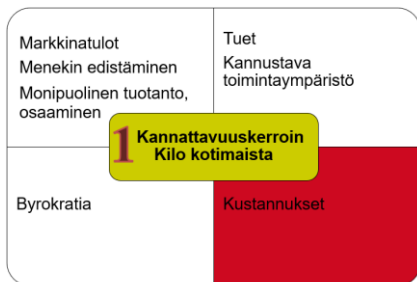 Markkinatulot
Menekin edistäminen
Monipuolinen tuotanto,
osaaminen
Tuet
Kannustava
toimintaympäristö
1 Kannattavuuskerroin
Kilo kotimaista
Byrokratia
Kustannukset